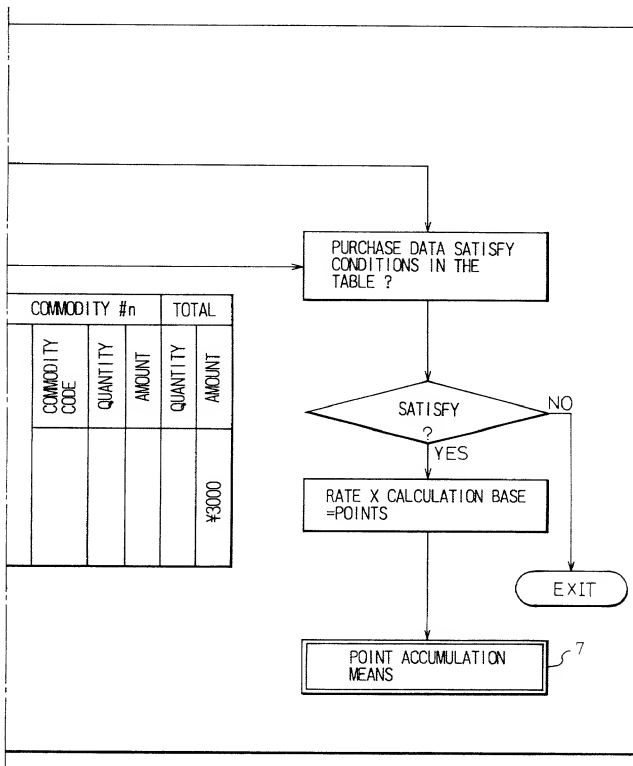 PURCHASE DATA SATISFY
CONDITIONS IN THE
TABLE ?
COMMODITY #n
TOTAL
COMMODITY
CODE
QUANTITY
AMOUNT
QUANTITY
AMOUNT
¥3000
SATISFY
?
NO
YES
RATE X CALCULATION BASE
=POINTS
EXIT
POINT ACCUMULATION
MEANS
7